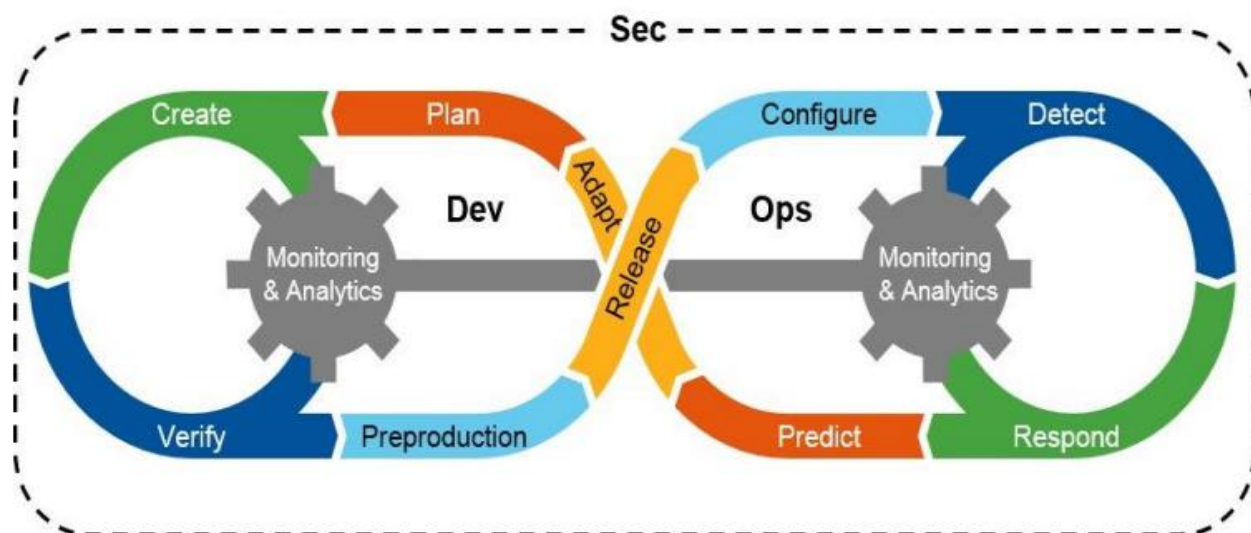 Sec
Create
Plan
Configure
Detect
Adapt
Dev
Ops
Release
Monitoring
& Analytics
Monitoring
& Analytics
Verify
Preproduction
Predict
Respond